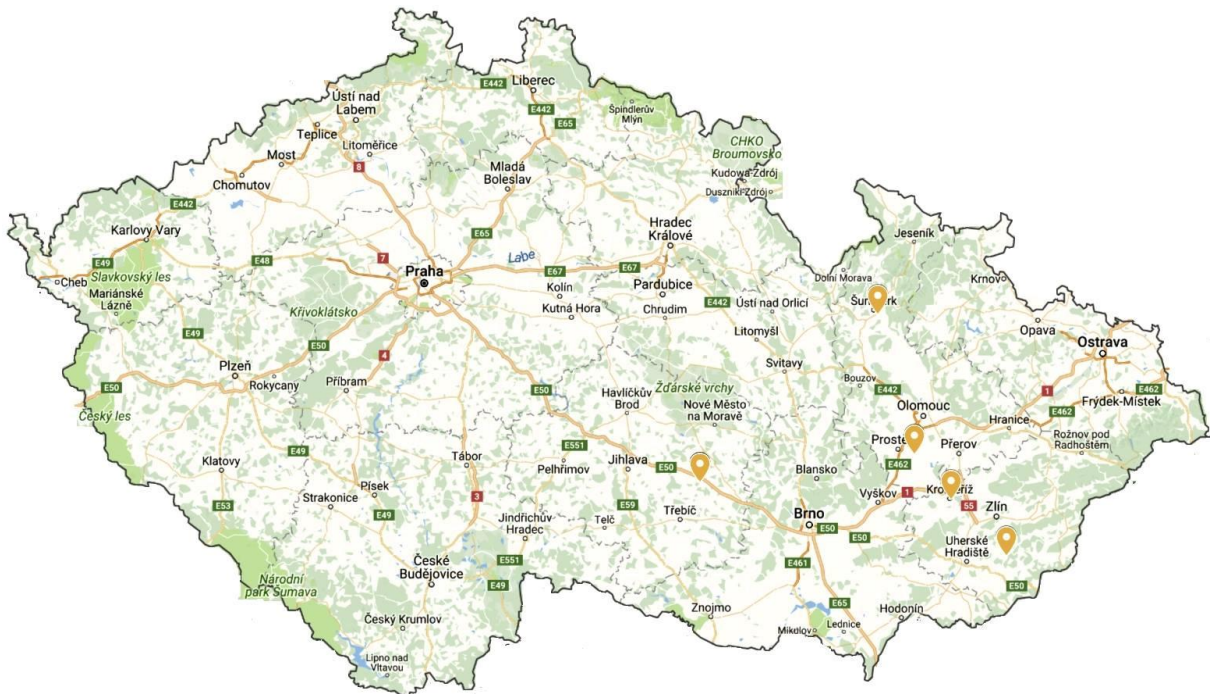 E442
Liberec
Ústí nad
Labem
E442
Špindlerův
Mlýn
Teplice
E65
Litoměřice
CHKO
Broumovsko
Most
8
Mladá
Boleslav
Kudowa-Zdrój
Chomutov
Duszniki-Zdrój
E442
Karlovy Vary
Hradec
Králové
Jeseník
E65
Labe
E49
E48
7
Praha
E67
E67
Dolní Morava
Slavkovský les
Cheb
Kolín
Pardubice
Krnov
Mariánské
Lázně
E442
Ústí nad Orlicí
Křivoklátsko
Kutná Hora
Chrudim
Opava
E49
Litomyšl
Ostrava
E50
4
Plzeň
Svitavy
Rokycany
Příbram
Bouzov
E50
E50
Havlíčkův
Brod
Žďárské vrchy
E442
1
E462
Nové Město
na Moravě
Frýdek-Místek
Český les
Olomouc
E462
Hranice
E551
Rožnov pod
Radhoštěm
E49
Přerov
Tábor
Jihlava
E50
E462
Klatovy
Pelhřimov
Blansko
Písek
Strakonice
3
Vyškov
1
E53
E49
E59
Třebíč
55
Zlín
Jindřichův
Hradec
Telč
Brno
E50
E50
Uherské
Hradiště
České
Budějovice
E551
E461
Národní
park Šumava
E49
E50
E65
Znojmo
Hodonín
Český Krumlov
Mikulov
Lednice
Lipno nad
Vltavou